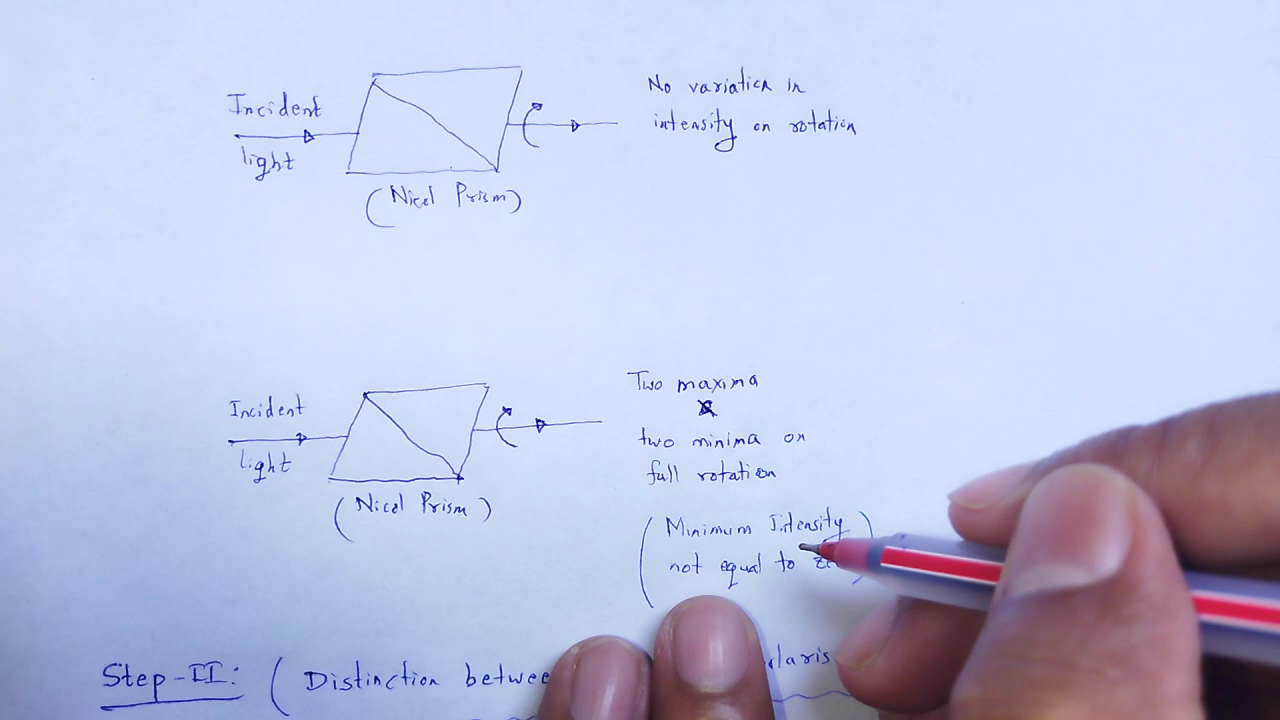 Incident
light
(Nicol Prism)
No variation in
intensity on rotation
Incident
light
(Nicol Prism)
Two maxima
&
two minima on
full rotation
(Minimum Intensity)
not equal to
Step-II: (Distinction between